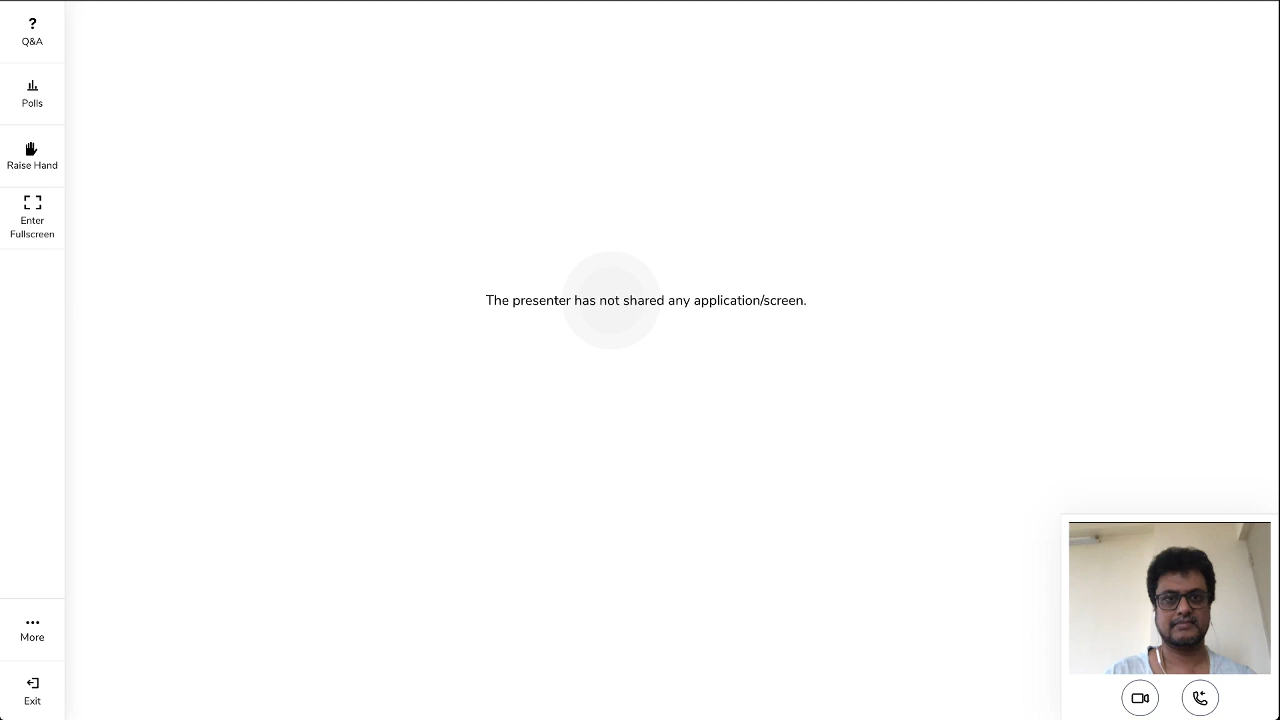 ?
Q&A
Polls
Raise Hand
Enter
Fullscreen
The presenter has not shared any application/screen.
More
Exit